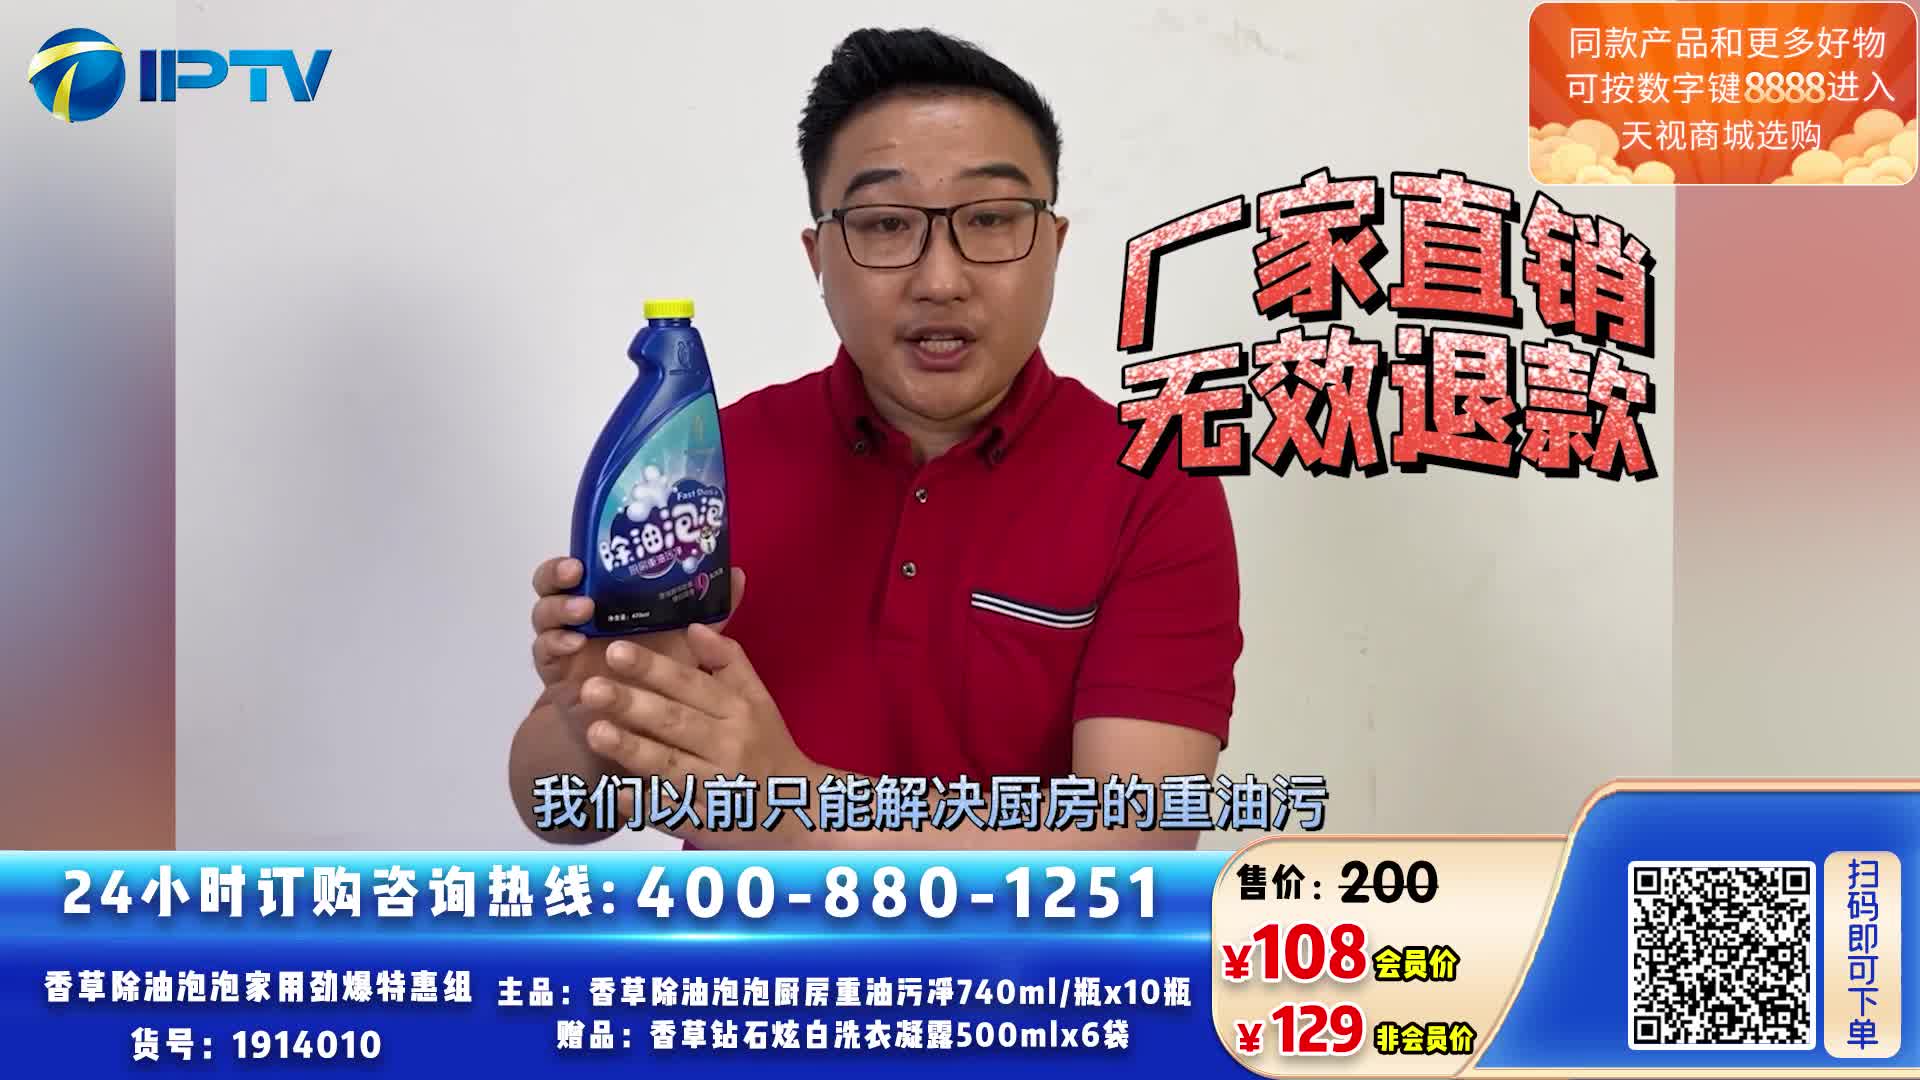 IPTV
同款产品和更多好物
可按数字键8888进入
天视商城选购
厂家直销
无效退款
除油泡泡
厨房重油污净
9
我们以前只能解决厨房的重油污
24小时订购咨询热线:400-880-1251
售价：200
¥108会员价
¥129非会员价
扫码即可下单
香草除油泡泡家用劲爆特惠组
货号：1914010
主品：香草除油泡泡厨房重油污净740ml/瓶x10瓶
赠品：香草钻石炫白洗衣凝露500mlx6袋